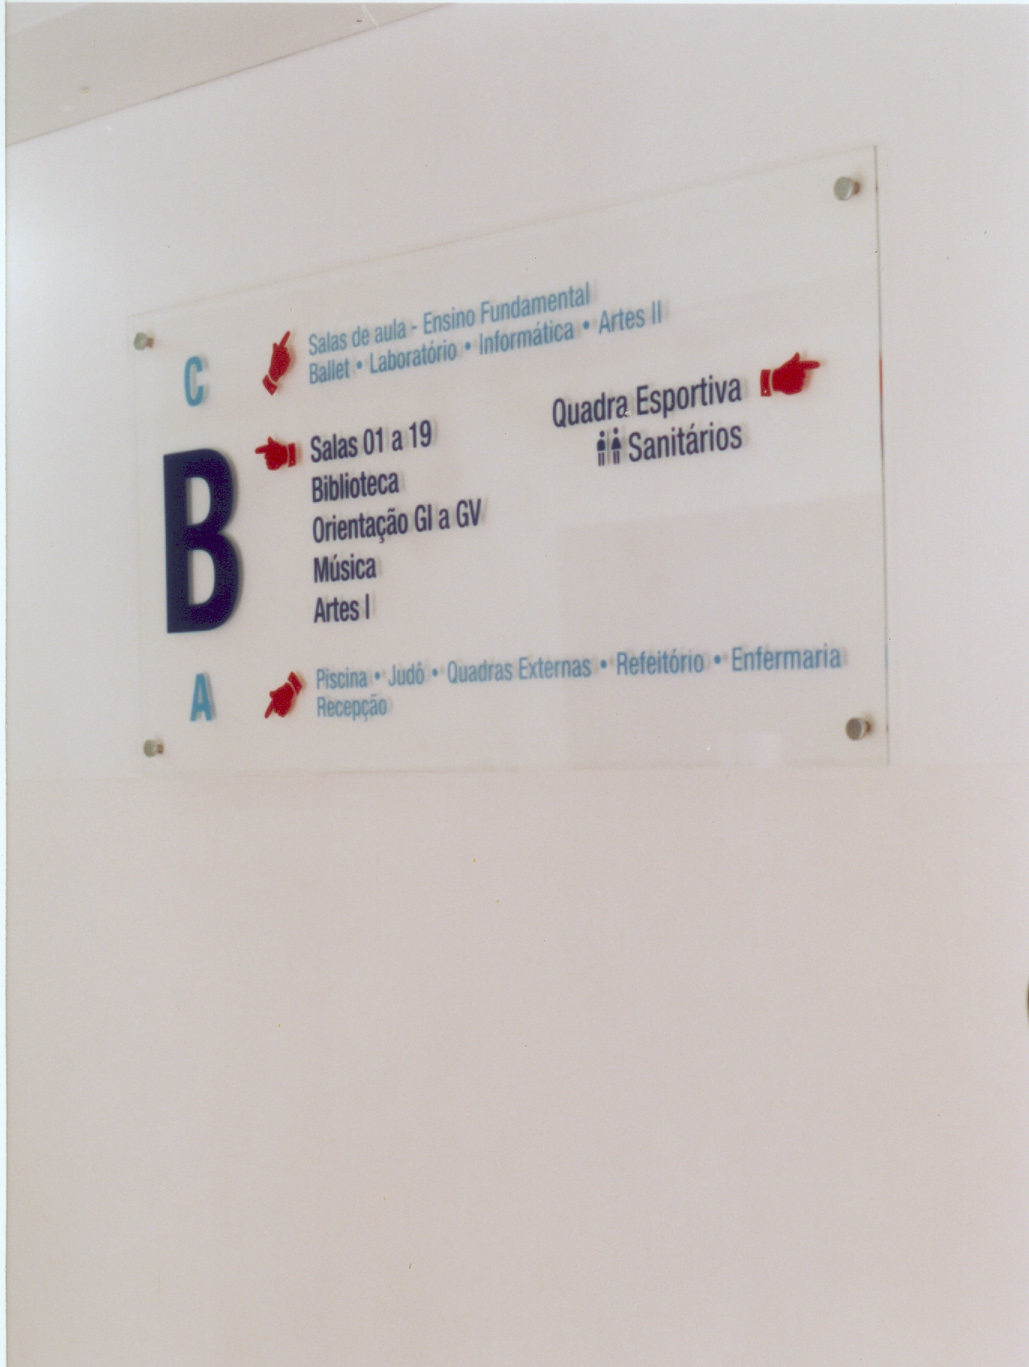 C
Salas de aula - Ensino Fundamental
Ballet • Laboratório • Informática • Artes II
B
Salas 01 a 19
Biblioteca
Orientação GI a GV
Música
Artes I
Quadra Esportiva
Sanitários
A
Piscina • Judô • Quadras Externas • Refeitório • Enfermaria
Recepção